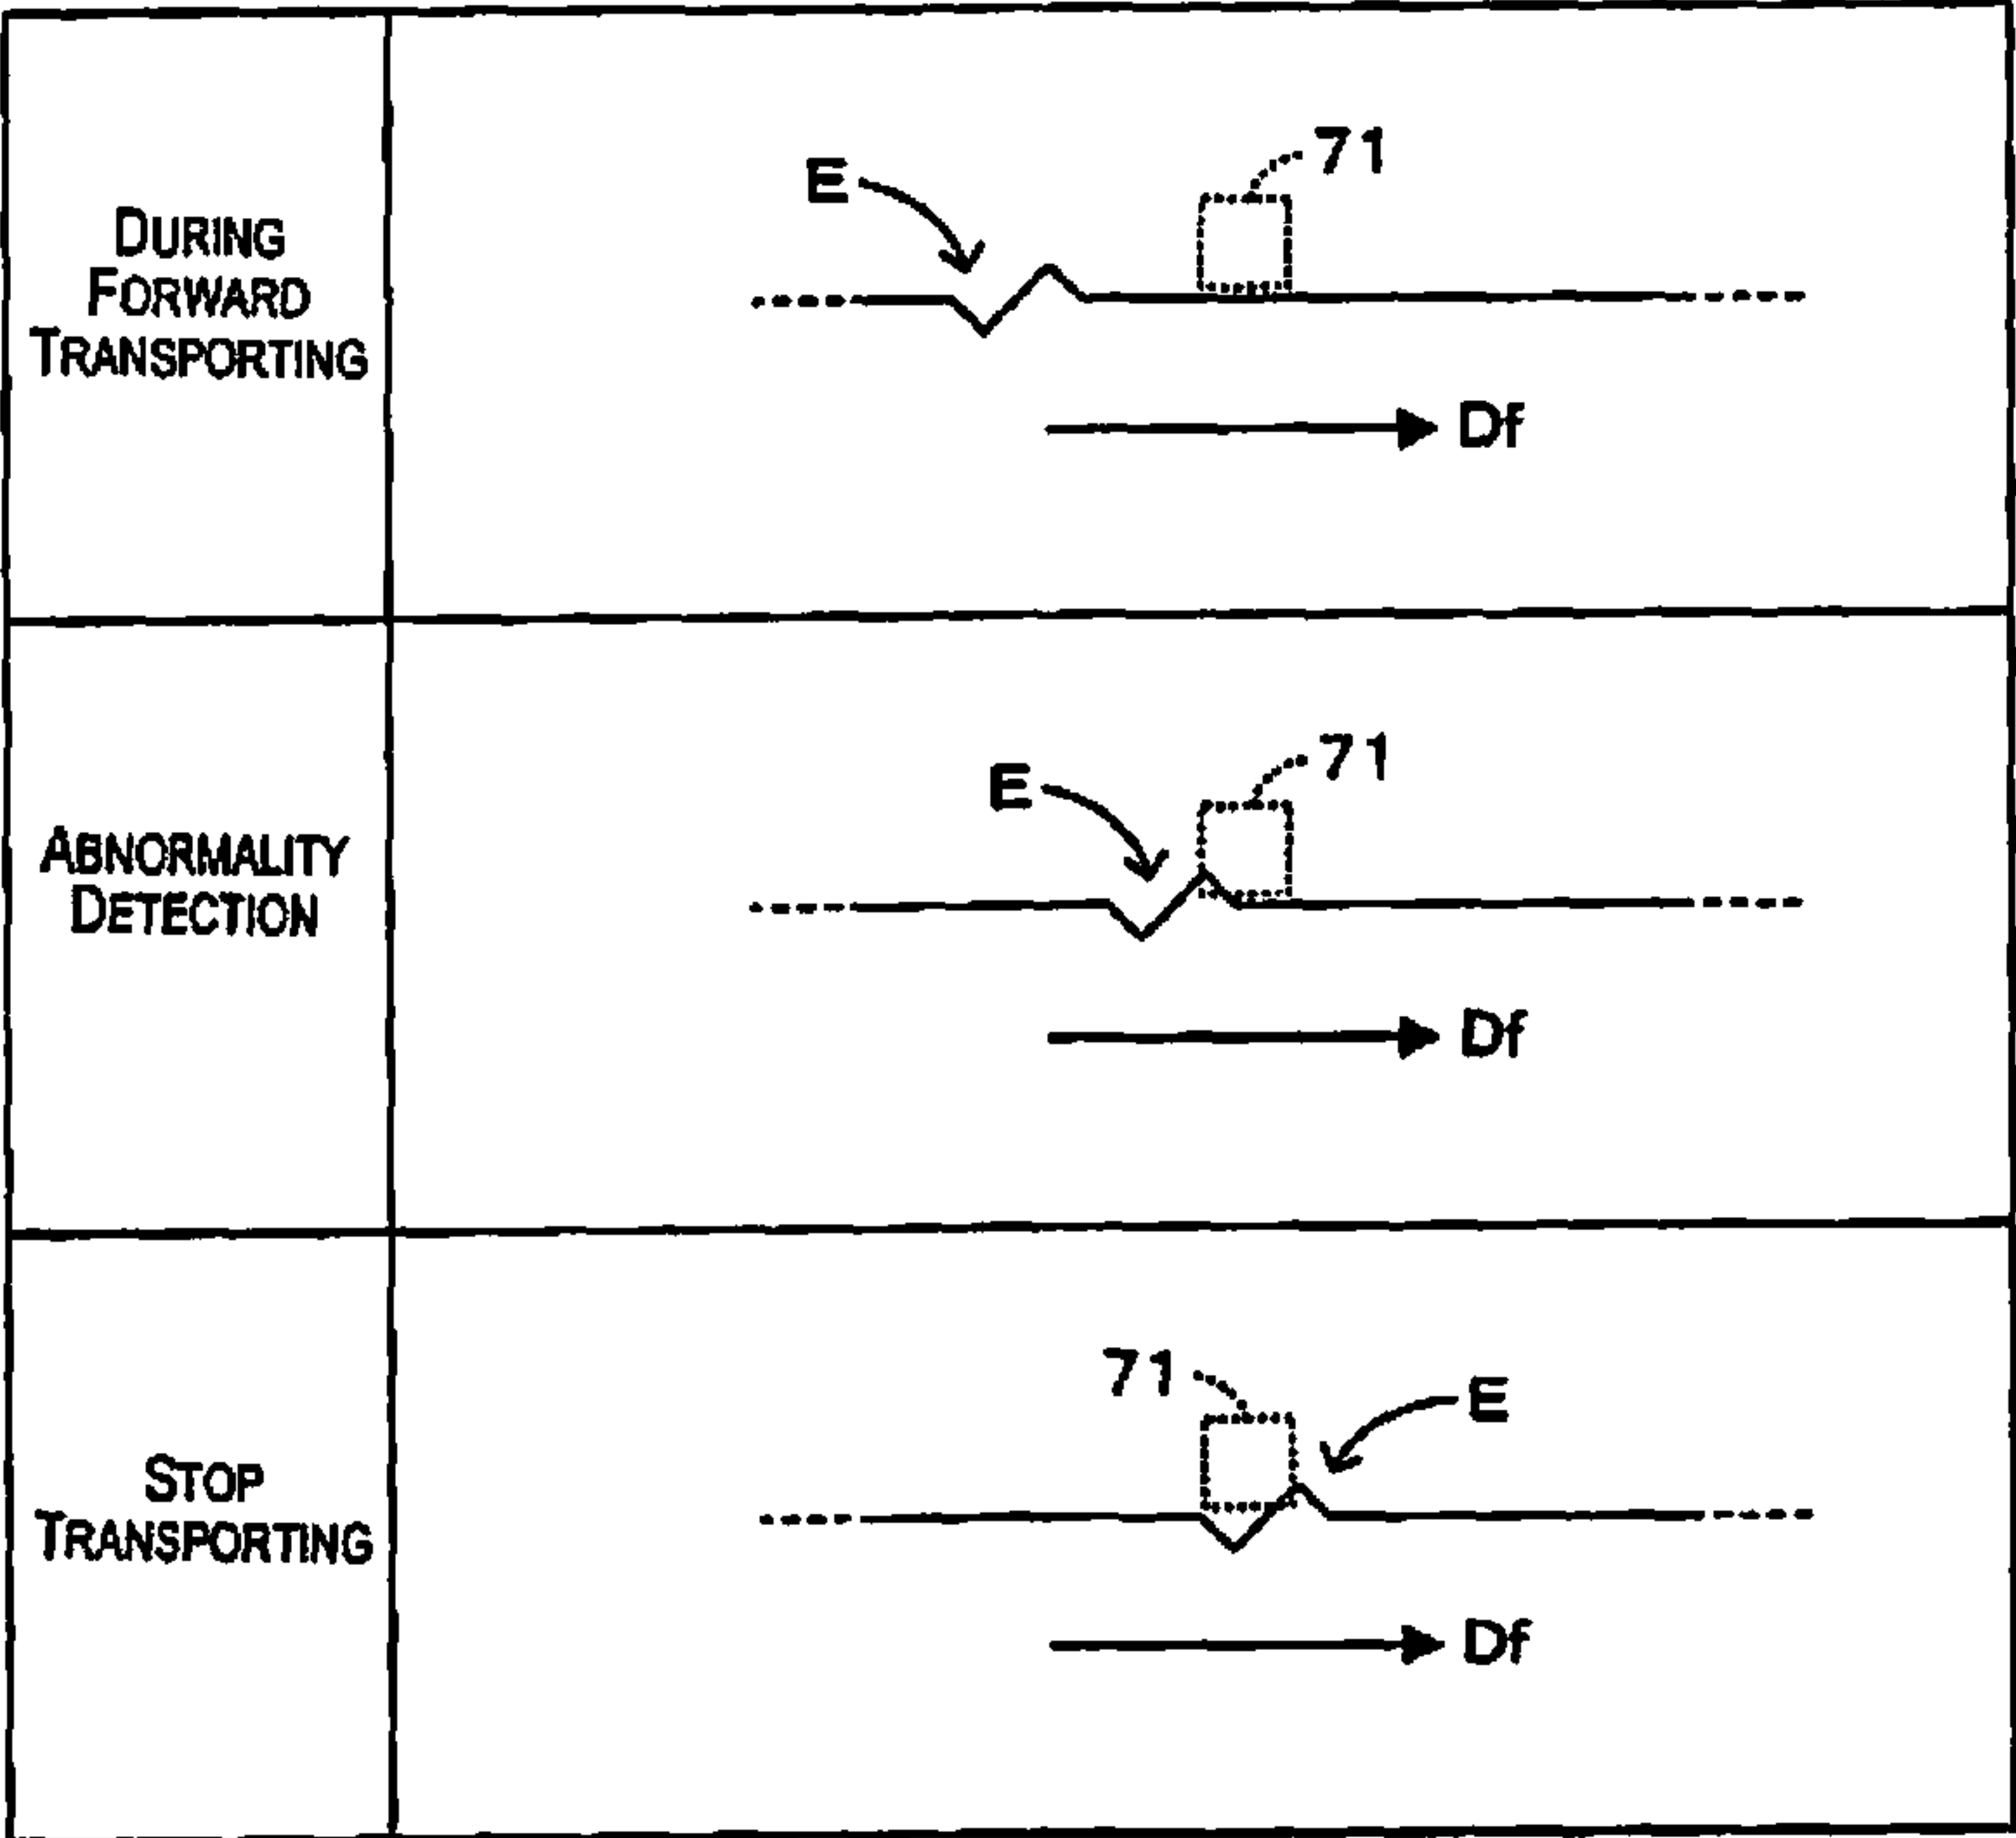 DURING
FORWARD
TRANSPORTING
E
71
Df
ABNORMALITY
DETECTION
E
71
Df
STOP
TRANSPORTING
71
E
Df